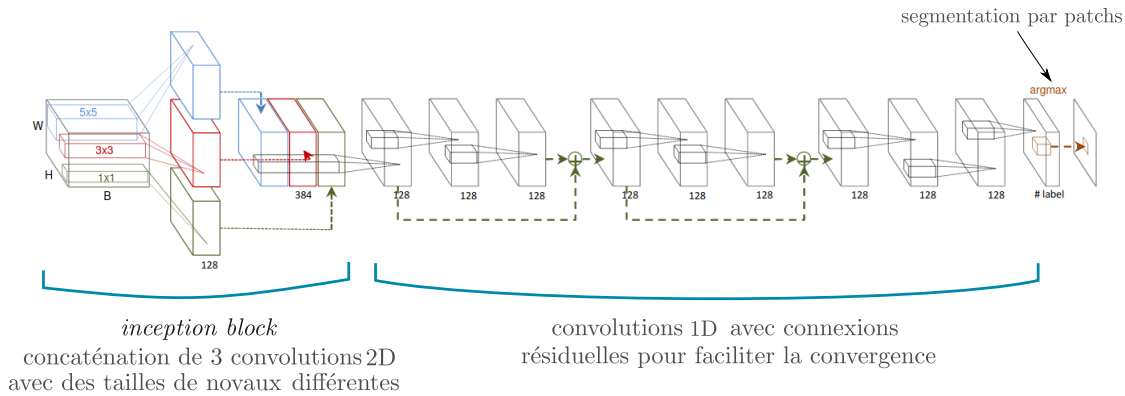 segmentation par patchs
argmax
5x5
W
3x3
H
1x1
B
384
128
128
128
128
128
128
128
128
128
# label
128
inception block
concaténation de 3 convolutions 2D
avec des tailles de novaux différentes
convolutions 1D avec connexions
résiduelles pour faciliter la convergence